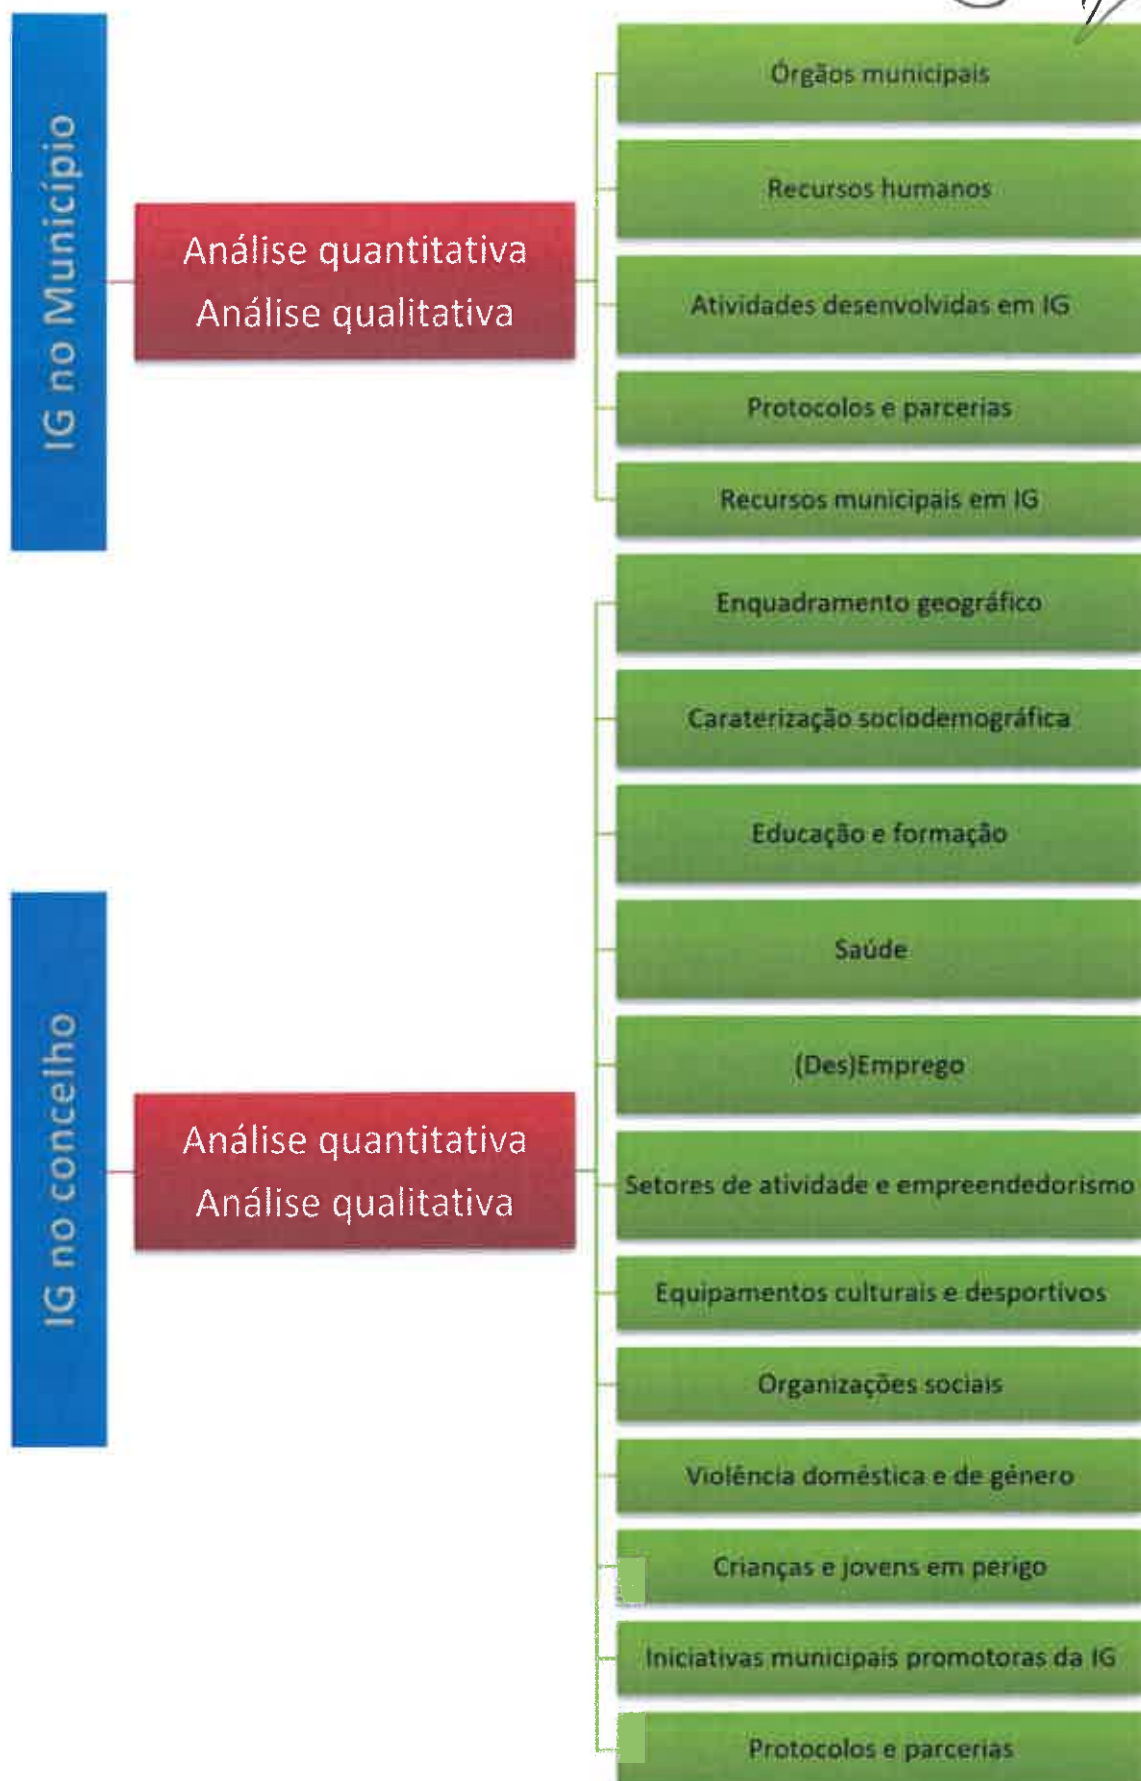 IG no Município
Análise quantitativa
Análise qualitativa
Órgãos municipais
Recursos humanos
Atividades desenvolvidas em IG
Protocolos e parcerias
Recursos municipais em IG
IG no concelho
Análise quantitativa
Análise qualitativa
Enquadramento geográfico
Caraterização sociodemográfica
Educação e formação
Saúde
(Des)Emprego
Setores de atividade e empreendedorismo
Equipamentos culturais e desportivos
Organizações sociais
Violência doméstica e de género
Crianças e jovens em perigo
Iniciativas municipais promotoras da IG
Protocolos e parcerias